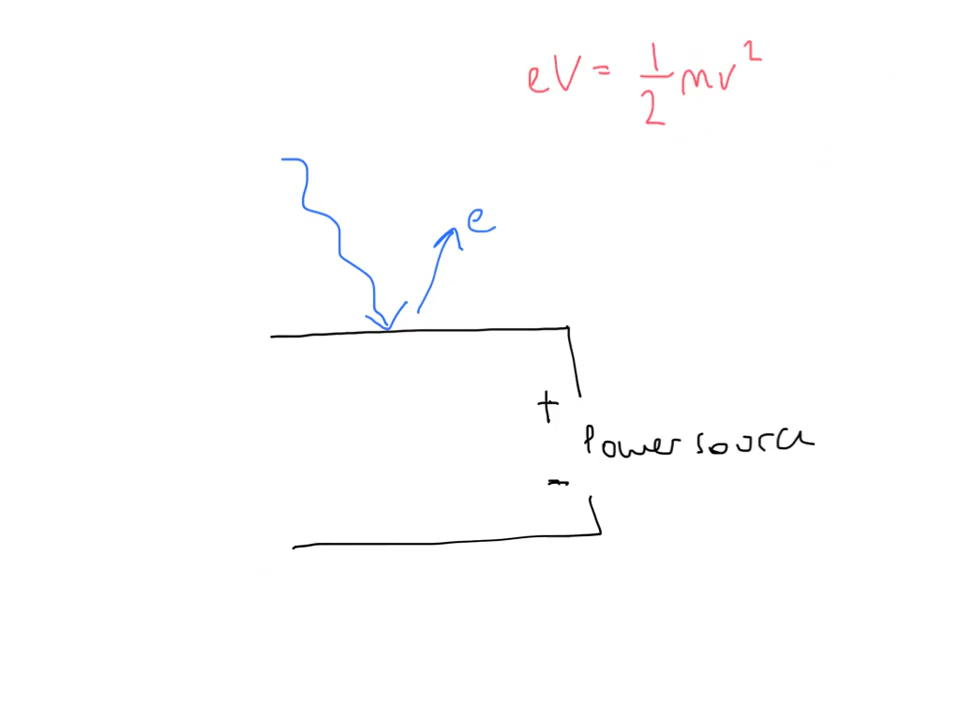 eV = 1/2 mv²
e
+
Power source
-